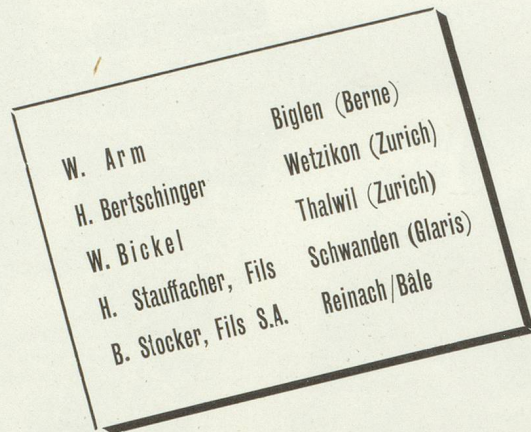 W. Arm Biglen (Berne)
H. Bertschinger Wetzikon (Zurich)
W. Bickel Thalwil (Zurich)
H. Stauffacher, Fils Schwanden (Glaris)
B. Stocker, Fils S.A. Reinach/Bâle